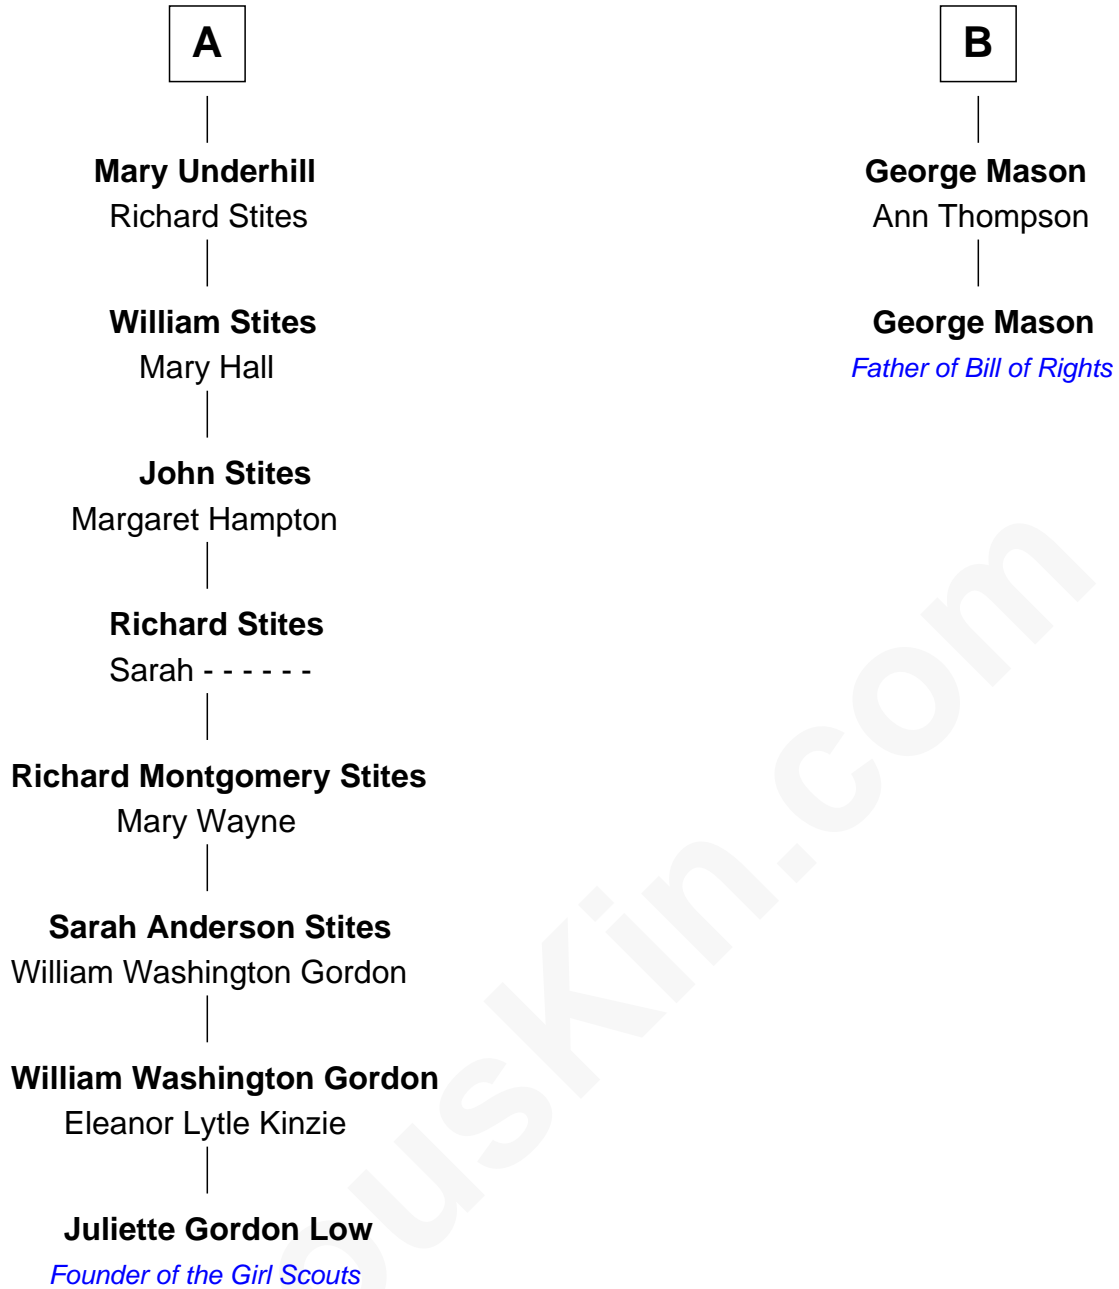 A
Mary Underhill
Richard Stites
William Stites
Mary Hall
John Stites
Margaret Hampton
Richard Stites
Sarah - - - - - -
Richard Montgomery Stites
Mary Wayne
Sarah Anderson Stites
William Washington Gordon
William Washington Gordon
Eleanor Lytle Kinzie
Juliette Gordon Low
Founder of the Girl Scouts
B
George Mason
Ann Thompson
George Mason
Father of Bill of Rights
ousKin.com